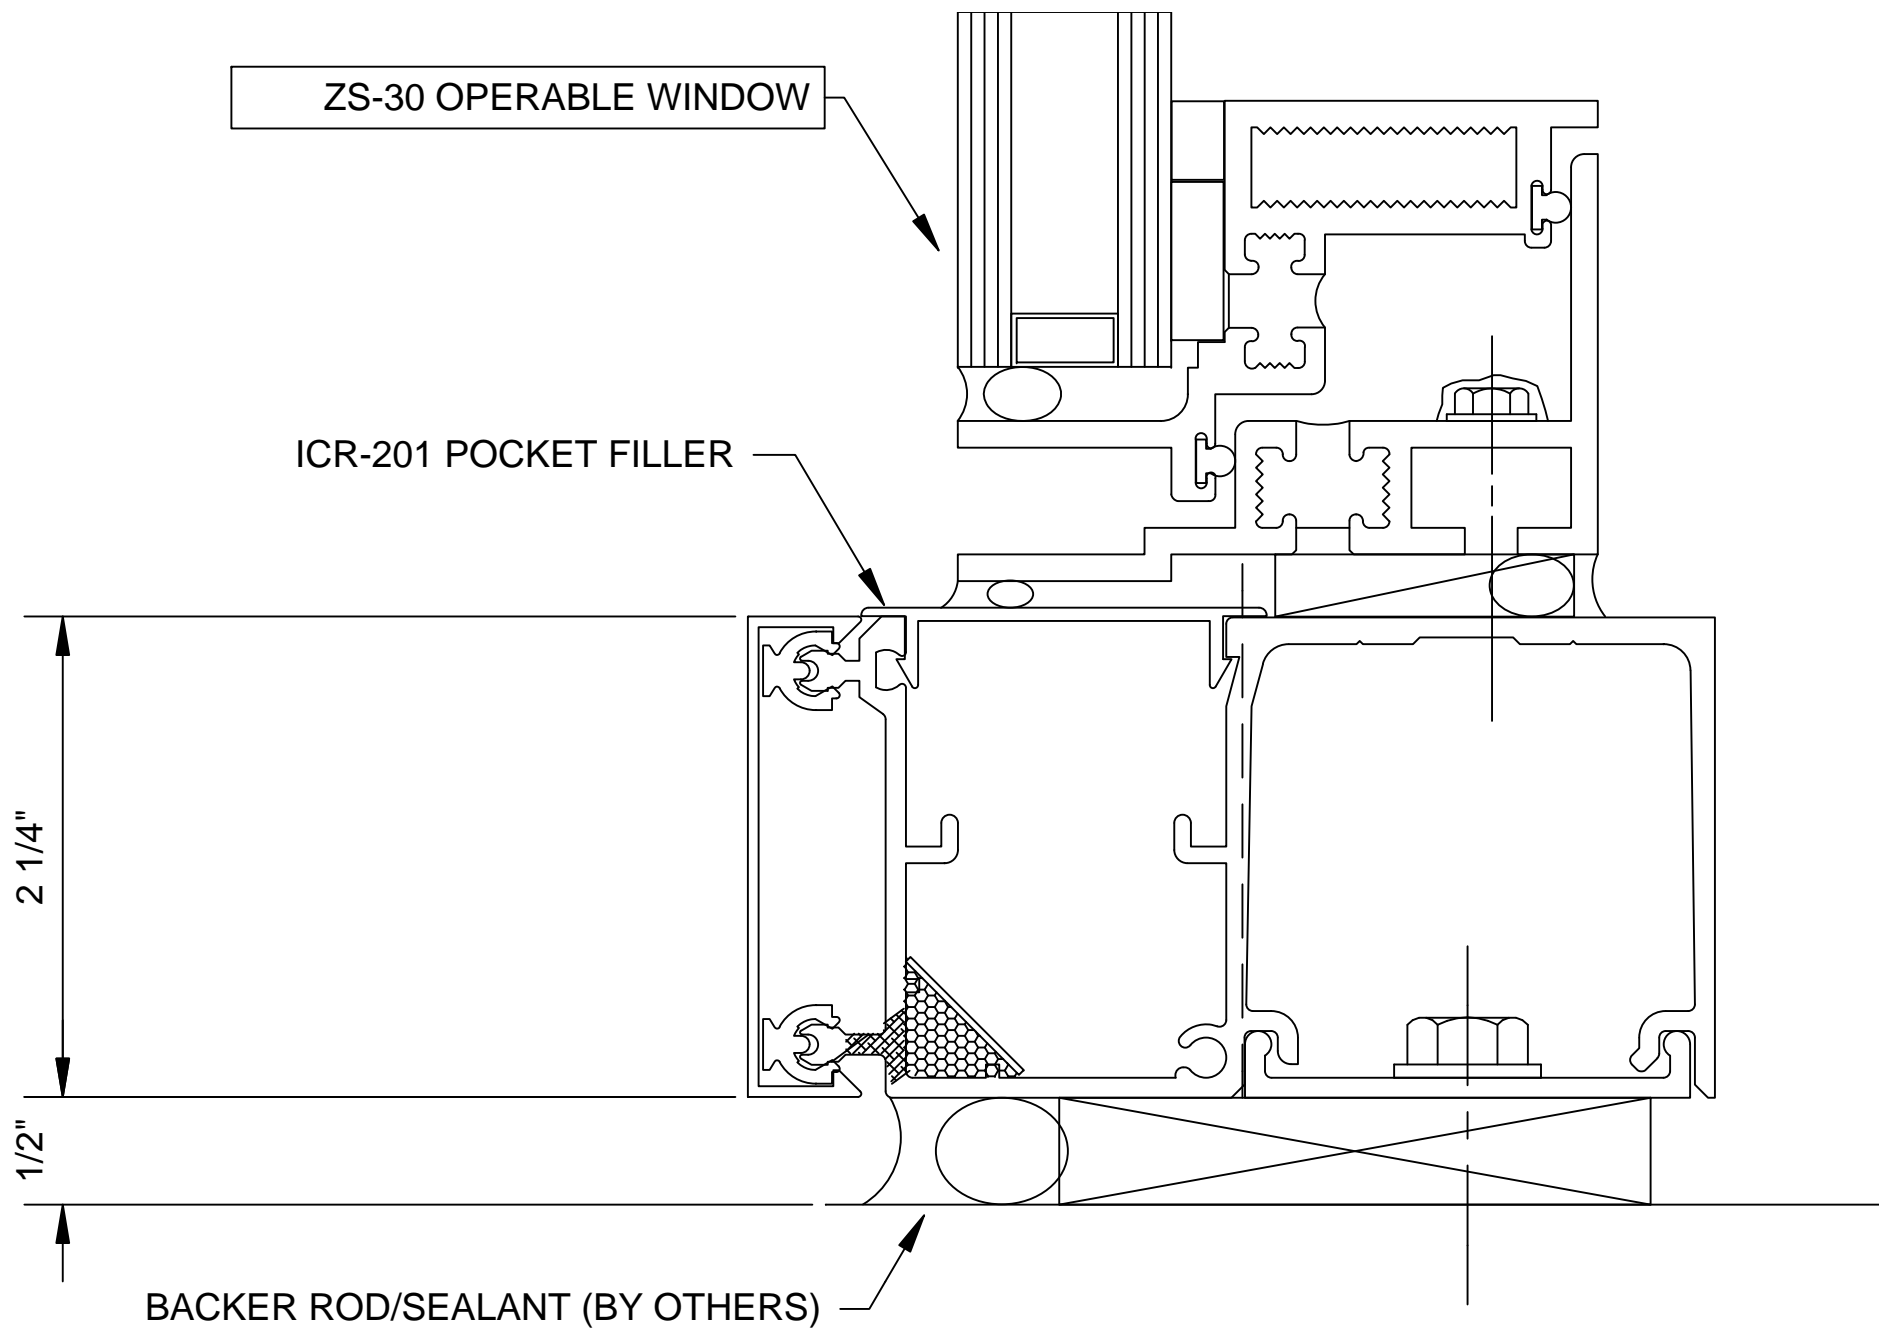 ZS-30 OPERABLE WINDOW
ICR-201 POCKET FILLER
2 1/4"
1/2"
BACKER ROD/SEALANT (BY OTHERS)